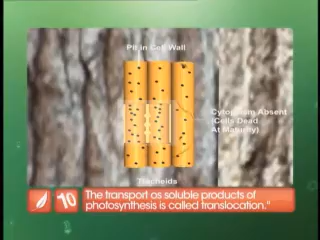 Pit In Cell Wall
Cytoplasm Absent
(Cells Dead
At Maturity)
Tracheids
10 The transport os soluble products of
photosynthesis is called translocation."